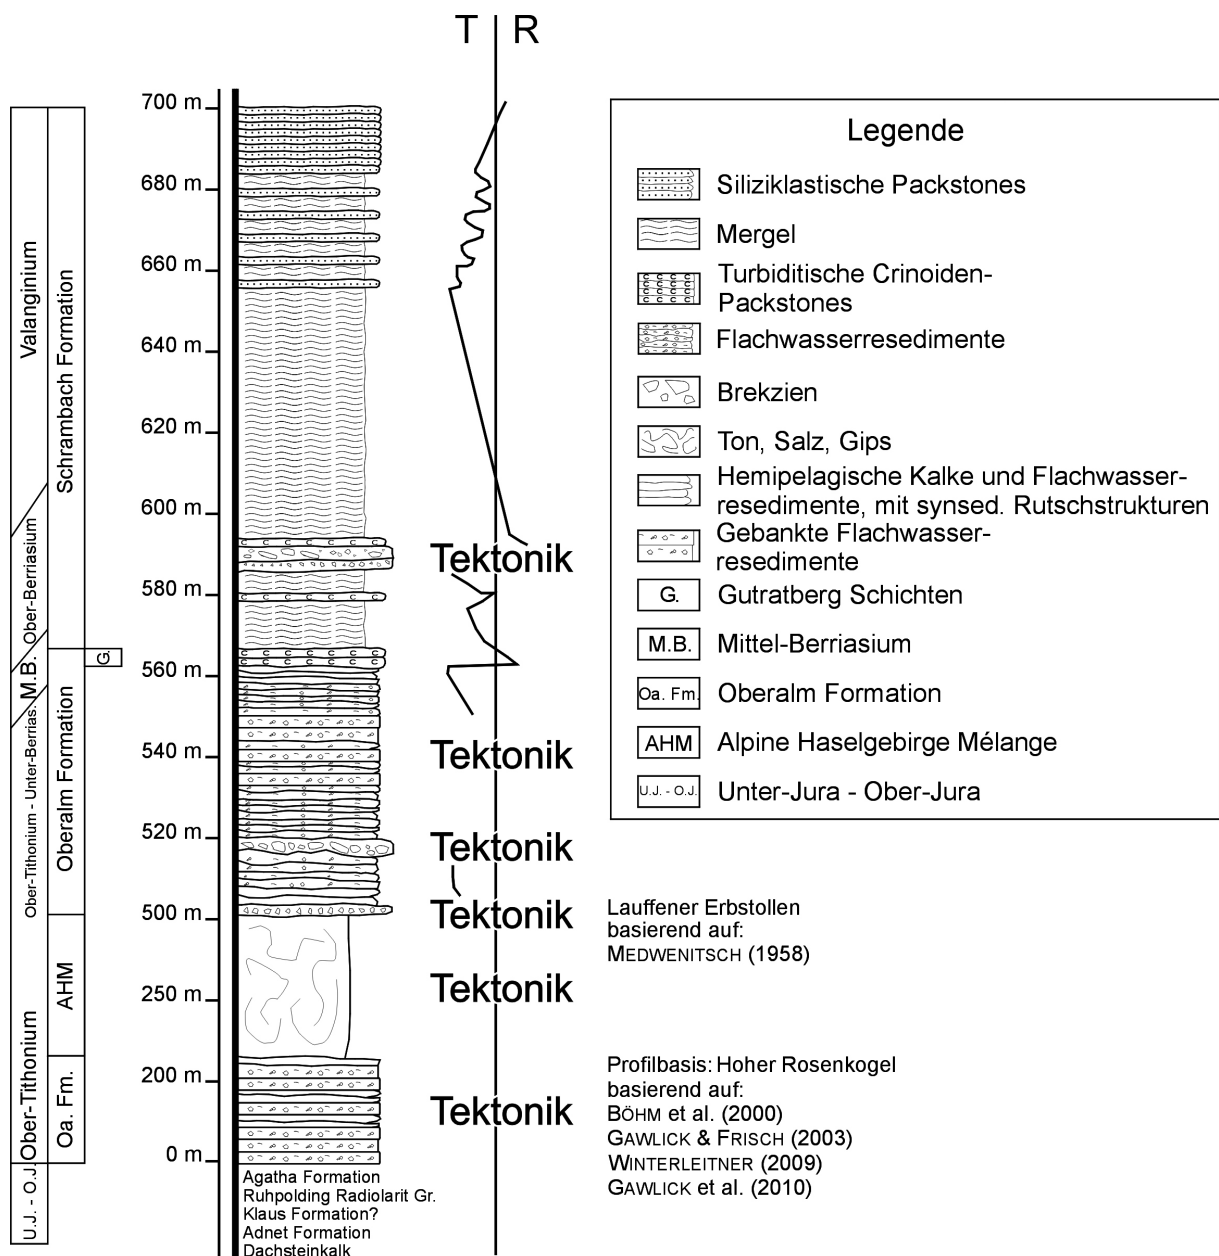 T R
700 m
680 m
660 m
640 m
620 m
600 m
580 m
560 m
540 m
520 m
500 m
250 m
200 m
0 m
Valanginium
Ober-Berriasium
M.B.
Ober-Tithonium - Unter-Berrias.
Ober-Tithonium
U.J. - O.J.
Schrambach Formation
G.
Oberalm Formation
AHM
Oa. Fm.
Agatha Formation
Ruhpolding Radiolarit Gr.
Klaus Formation?
Adnet Formation
Dachsteinkalk
Tektonik
Tektonik
Tektonik
Tektonik
Tektonik
Tektonik
Legende
Siliziklastische Packstones
Mergel
Turbiditische Crinoiden-
Packstones
Flachwasserresedimente
Brekzien
Ton, Salz, Gips
Hemipelagische Kalke und Flachwasser-
resedimente, mit synsed. Rutschstrukturen
Gebankte Flachwasser-
resedimente
G. Gutratberg Schichten
M.B. Mittel-Berriasium
Oa. Fm. Oberalm Formation
AHM Alpine Haselgebirge Mélange
U.J. - O.J. Unter-Jura - Ober-Jura
Lauffener Erbstollen
basierend auf:
MEDWENITSCH (1958)
Profilbasis: Hoher Rosenkogel
basierend auf:
BÖHM et al. (2000)
GAWLICK & FRISCH (2003)
WINTERLEITNER (2009)
GAWLICK et al. (2010)